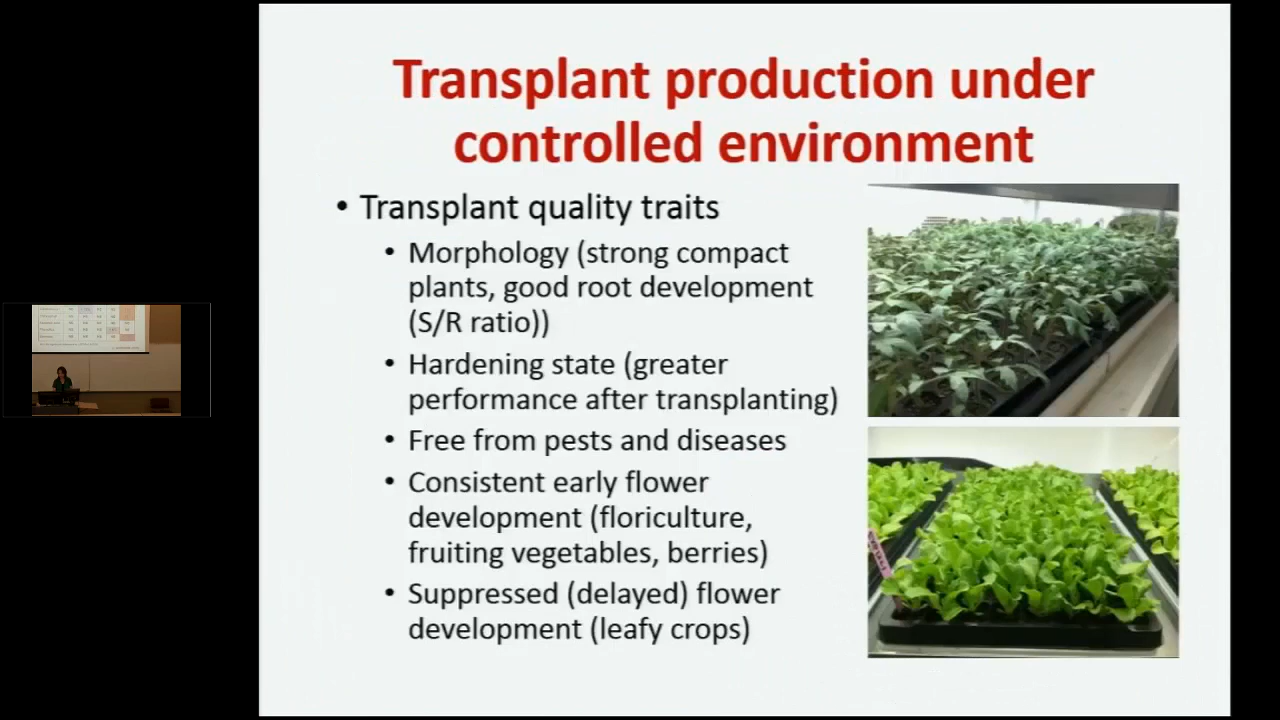 Transplant production under
controlled environment
• Transplant quality traits
• Morphology (strong compact
plants, good root development
(S/R ratio))
• Hardening state (greater
performance after transplanting)
• Free from pests and diseases
• Consistent early flower
development (floriculture,
fruiting vegetables, berries)
• Suppressed (delayed) flower
development (leafy crops)